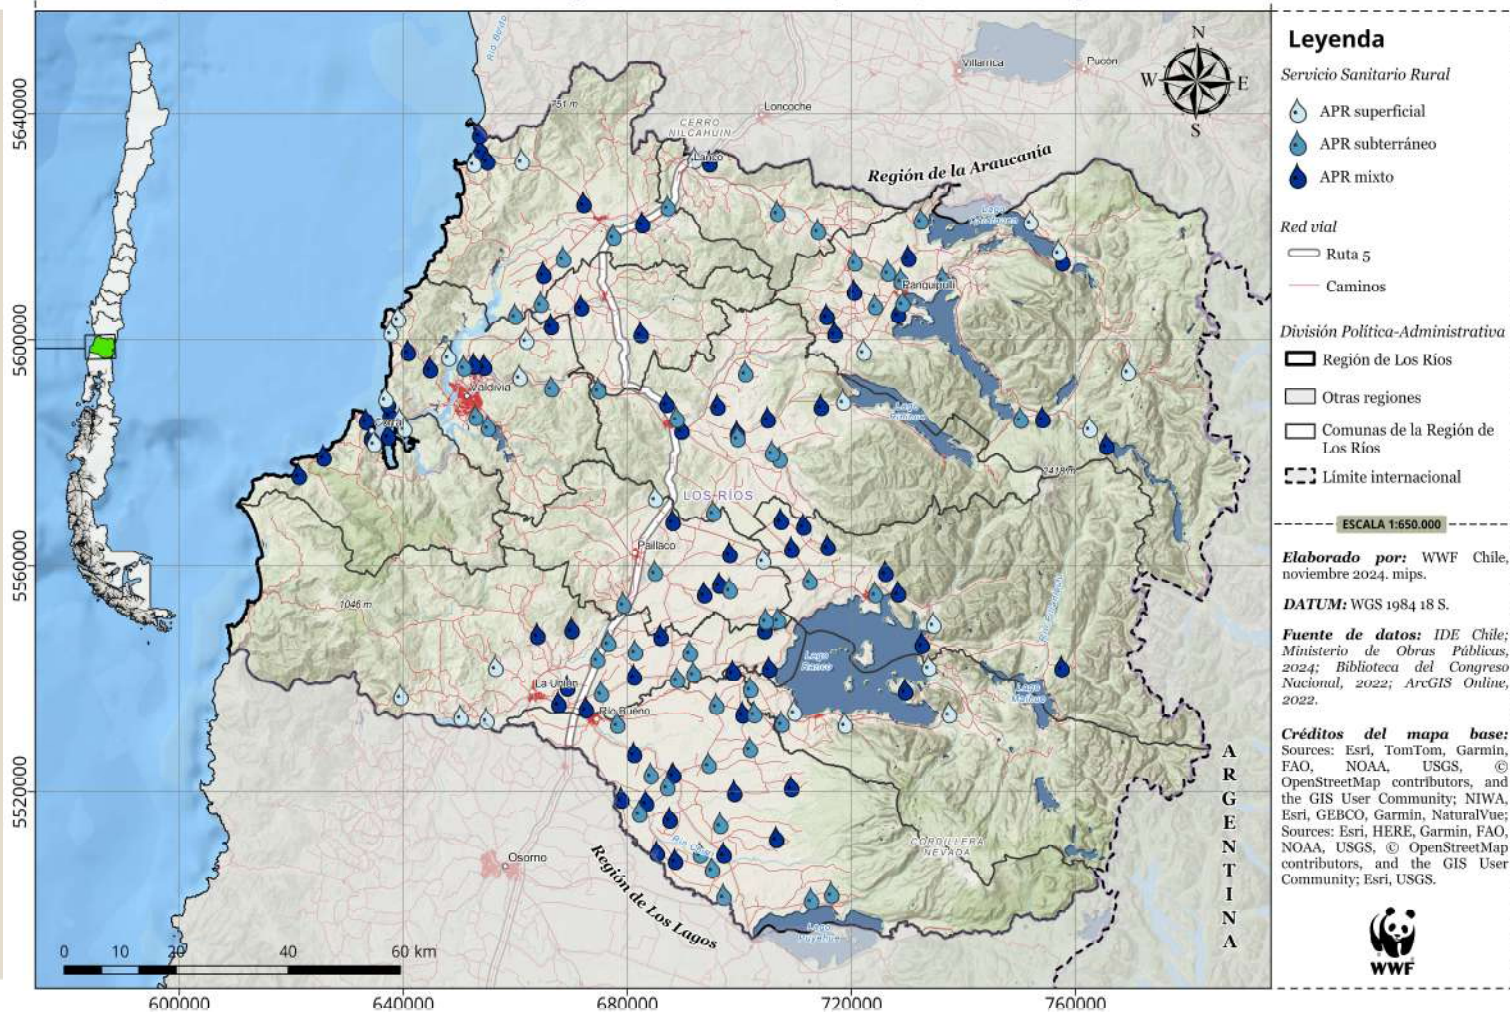 Leyenda
Servicio Sanitario Rural
APR superficial
APR subterráneo
APR mixto
Red vial
Ruta 5
Caminos
División Política-Administrativa
Región de Los Ríos
Otras regiones
Comunas de la Región de
Los Ríos
Límite internacional
ESCALA 1:650.000
Elaborado por: WWF Chile,
noviembre 2024. mips.
DATUM: WGS 1984 18 S.
Fuente de datos: IDE Chile;
Ministerio de Obras Públicas,
2024; Biblioteca del Congreso
Nacional, 2022; ArcGIS Online,
2022.
Créditos del mapa base:
Sources: Esri, TomTom, Garmin,
FAO, NOAA, USGS, ©
OpenStreetMap contributors, and
the GIS User Community; NIWA,
Esri, GEBCO, Garmin, NaturalVue;
Sources: Esri, HERE, Garmin, FAO,
NOAA, USGS, © OpenStreetMap
contributors, and the GIS User
Community; Esri, USGS.
WWF
N
W
E
S
Villarrica
Pucón
Loncoche
751 m
CERRO
NILCAHUIN
Lanco
Región de la Araucanía
Panguipulli
Valdivia
2418 m
LOS RÍOS
Paillaco
1046 m
Lago
Ranco
Lago
Maihue
La Unión
Río Bueno
CORDILLERA
NEVADA
Osorno
Región de Los Lagos
Lago
Puyehue
ARGENTINA
5640000
5600000
5560000
5520000
0 10 20 40 60 km
600000 640000 680000 720000 760000